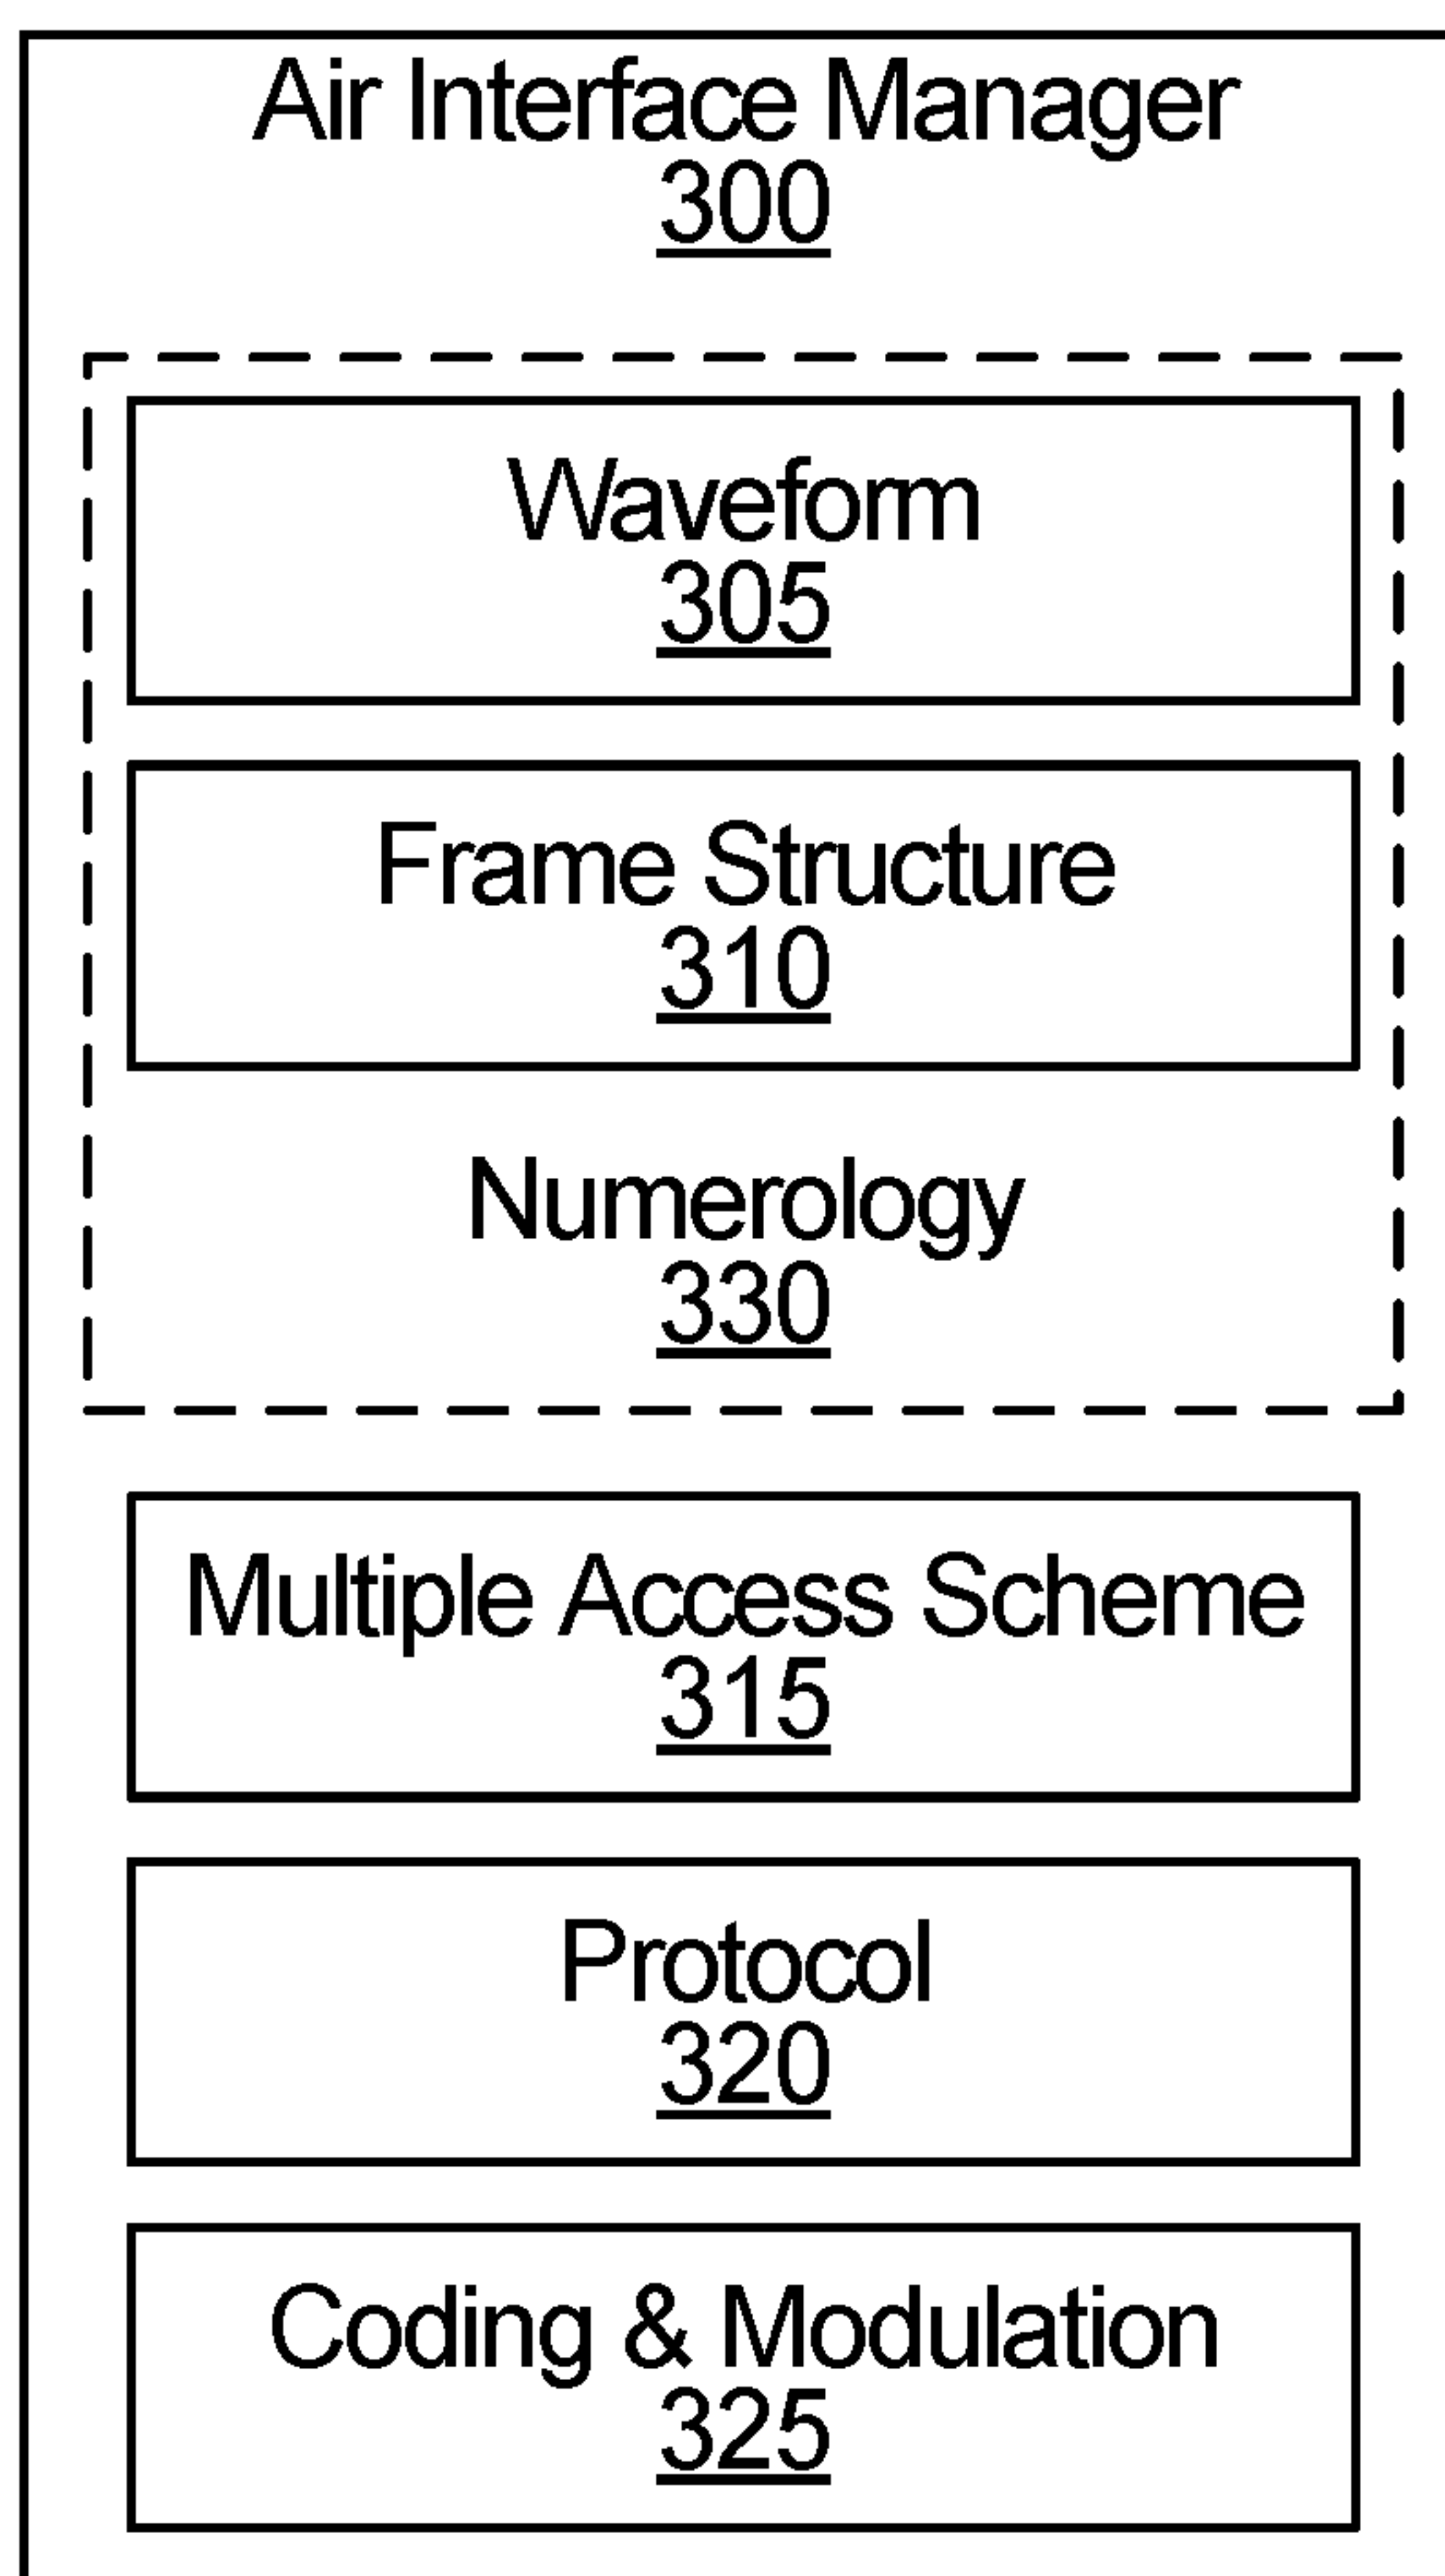 Air Interface Manager
300
Waveform
305
Frame Structure
310
Numerology
330
Multiple Access Scheme
315
Protocol
320
Coding & Modulation
325